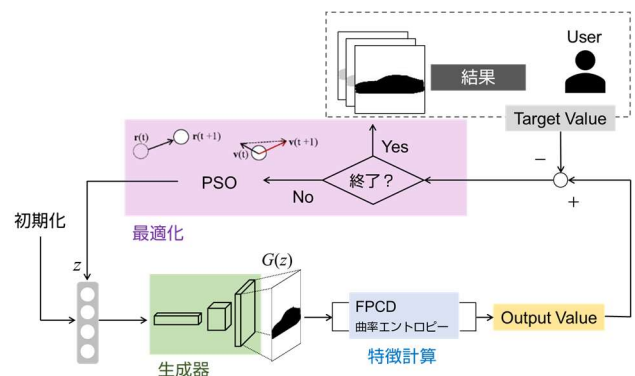 User
結果
Target Value
r(t)
r(t+1)
v(t)
v(t+1)
Yes
−
PSO
No
終了？
+
最適化
初期化
z
G(z)
FPCD
曲率エントロピー
Output Value
生成器
特徴計算